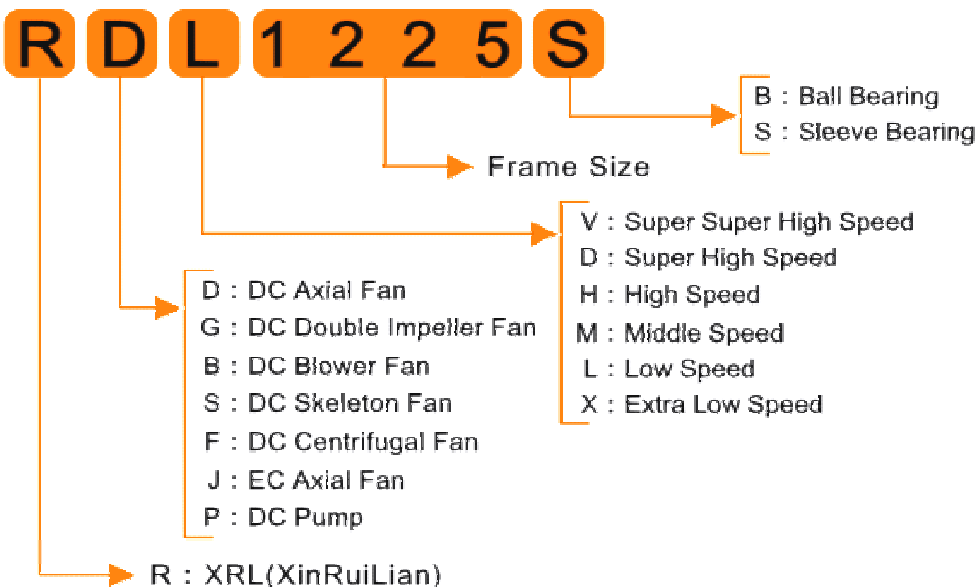 R D L 1 2 2 5 S
B : Ball Bearing
S : Sleeve Bearing
Frame Size
V : Super Super High Speed
D : Super High Speed
H : High Speed
M : Middle Speed
L : Low Speed
X : Extra Low Speed
D : DC Axial Fan
G : DC Double Impeller Fan
B : DC Blower Fan
S : DC Skeleton Fan
F : DC Centrifugal Fan
J : EC Axial Fan
P : DC Pump
R : XRL(XinRuiLian)